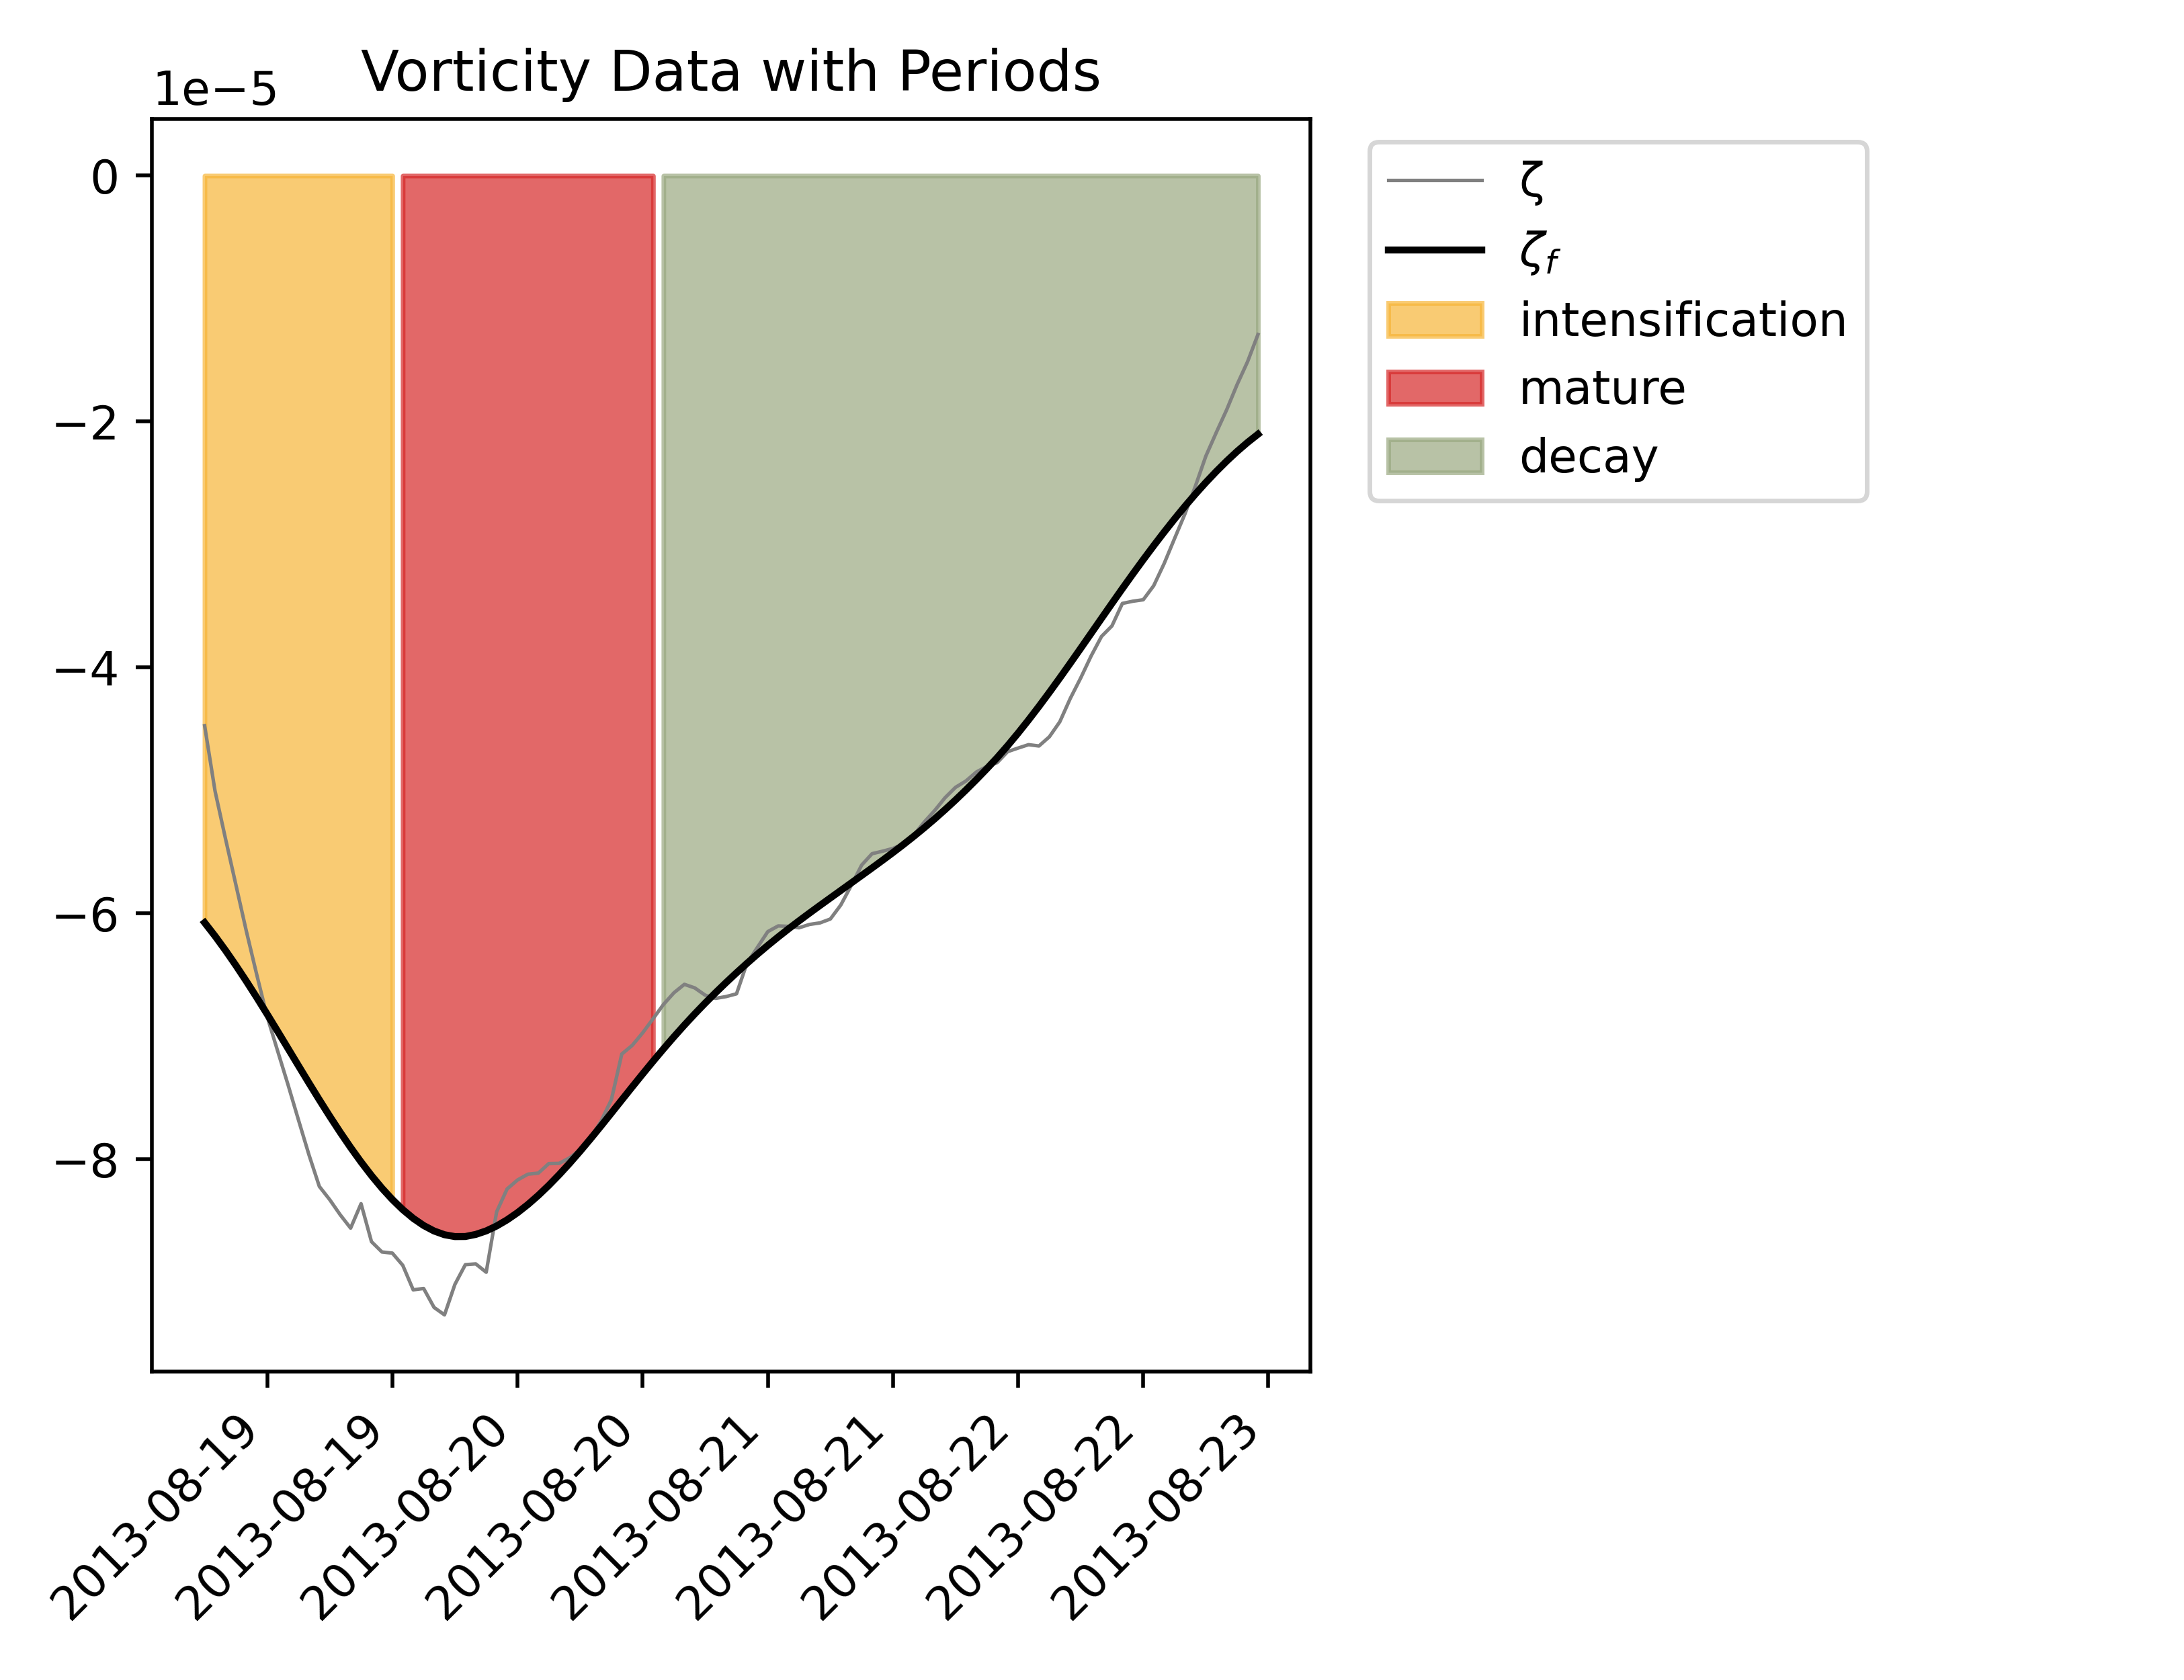 Vorticity Data with Periods
1e−5
0
−2
−4
−6
−8
2013-08-19
2013-08-19
2013-08-20
2013-08-20
2013-08-21
2013-08-21
2013-08-22
2013-08-22
2013-08-23
ζ
ζf
intensification
mature
decay